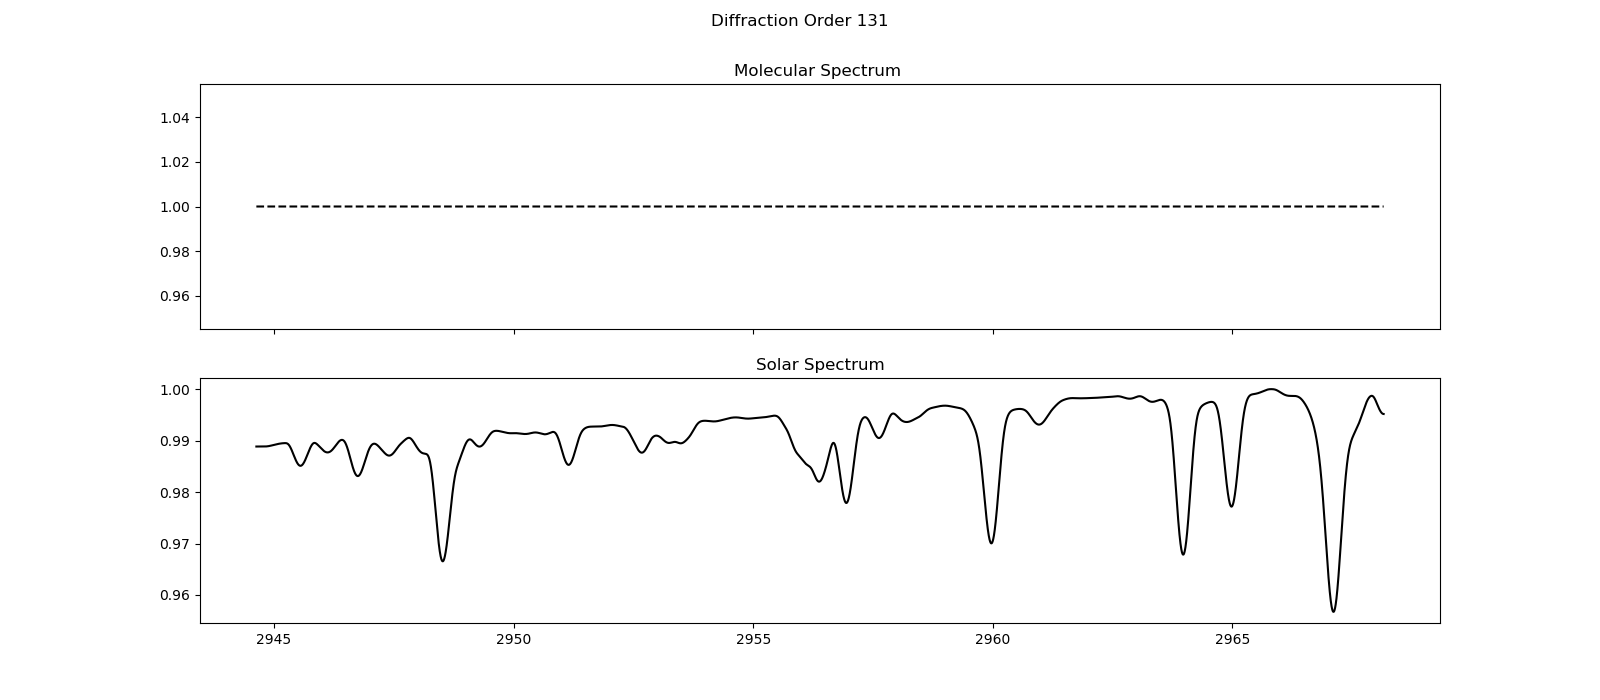 Diffraction Order 131
Molecular Spectrum
1.04
1.02
1.00
0.98
0.96
Solar Spectrum
1.00
0.99
0.98
0.97
0.96
2945 2950 2955 2960 2965